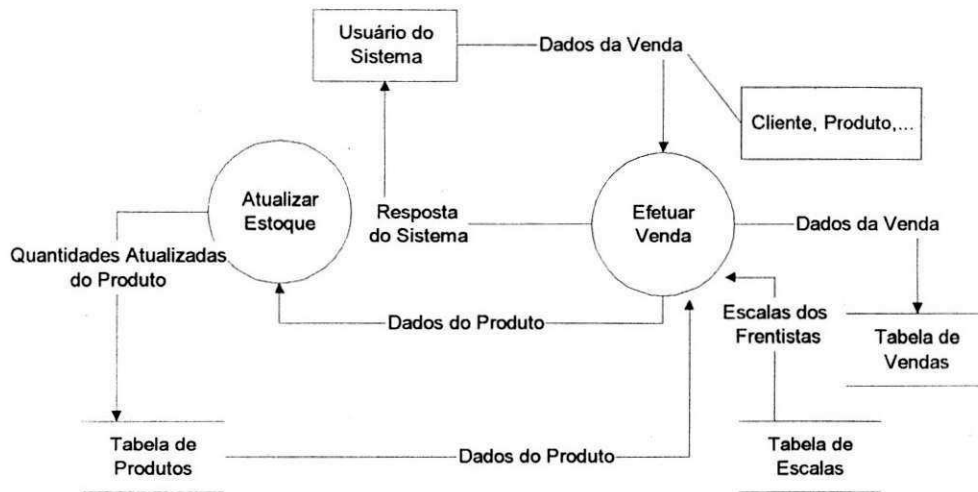 Usuário do
Sistema
Dados da Venda
Cliente, Produto,...
Atualizar
Estoque
Resposta
do Sistema
Efetuar
Venda
Dados da Venda
Quantidades Atualizadas
do Produto
Dados do Produto
Escalas dos
Frentistas
Tabela de
Vendas
Tabela de
Produtos
Dados do Produto
Tabela de
Escalas